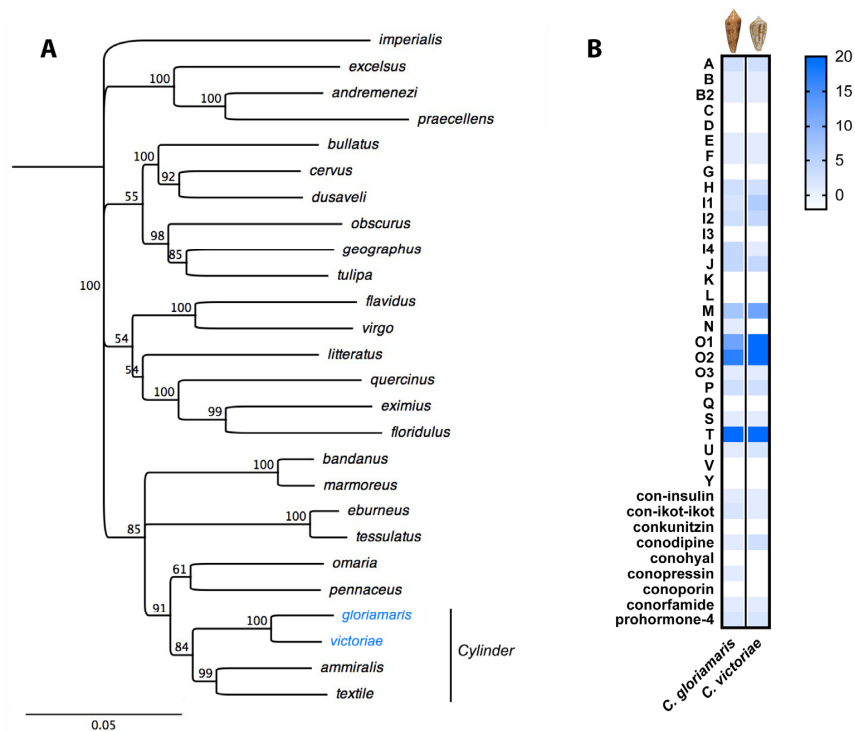 A
imperialis
excelsus
100
andremenezi
100
praecellens
bullatus
100
cervus
92
dusaveli
55
obscurus
98
geographus
85
tulipa
100
flavidus
100
virgo
54
litteratus
54
quercinus
100
eximius
99
floridulus
bandanus
100
marmoreus
eburneus
100
tessulatus
85
omaria
61
pennaceus
91
gloriamaris
100
victoriae
84
Cylinder
ammiralis
99
textile
0.05
B
A
B
B2
C
D
E
F
G
H
I1
I2
I3
I4
J
K
L
M
N
O1
O2
O3
P
Q
S
T
U
V
Y
con-insulin
con-ikot-ikot
conkunitzin
conodipine
conohyal
conopressin
conoporin
conorfamide
prohormone-4
C. gloriamaris
C. victoriae
20
15
10
5
0